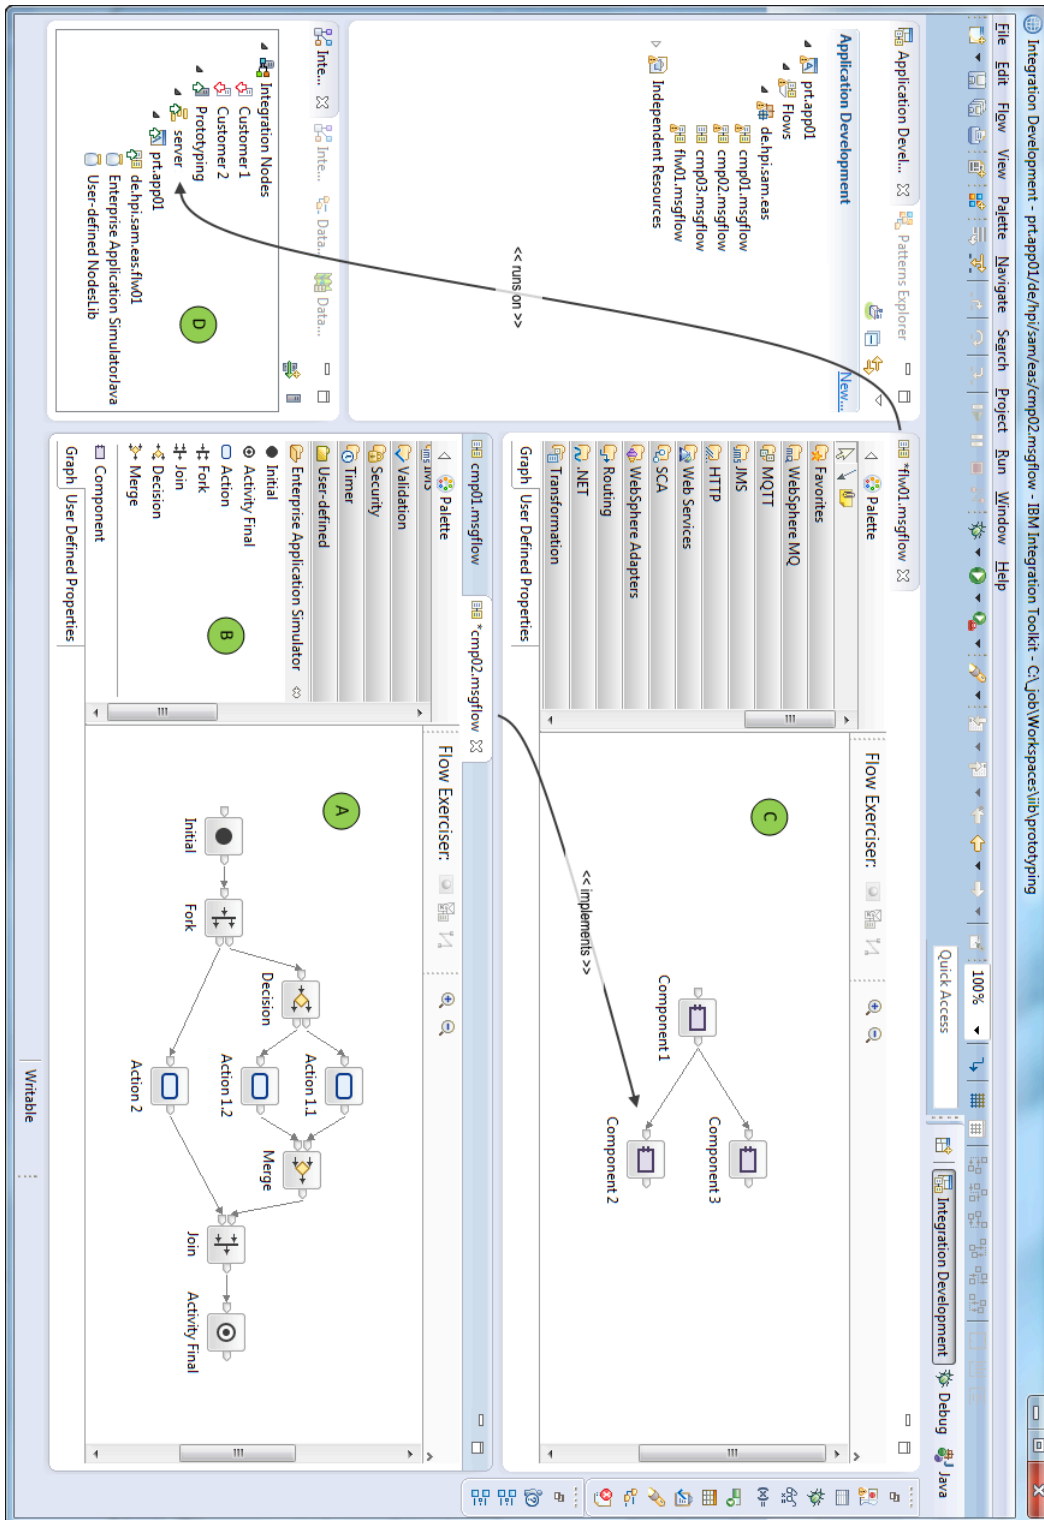 Integration Development - prt.app01/de/hpi/sam/eas/cmp02.msgflow - IBM Integration Toolkit - C:\_job\Workspaces\iib\prototyping
File Edit Flow View Palette Navigate Search Project Run Window Help
100%
Quick Access
Integration Development
Debug
Java
Application Devel...
Patterns Explorer
Application Development
New...
prt.app01
Flows
de.hpi.sam.eas
cmp01.msgflow
cmp02.msgflow
cmp03.msgflow
flw01.msgflow
Independent Resources
<< runs on >>
Inte...
Inte...
Data...
Data...
Integration Nodes
Customer 1
Customer 2
Prototyping
server
prt.app01
de.hpi.sam.eas.flw01
Enterprise Application SimulatorJava
User-defined NodesLib
D
*flw01.msgflow
Palette
Favorites
WebSphere MQ
MQTT
JMS
HTTP
Web Services
SCA
WebSphere Adapters
Routing
.NET
Transformation
Graph
User Defined Properties
Flow Exerciser:
C
Component 1
Component 3
Component 2
<< implements >>
cmp01.msgflow
*cmp02.msgflow
Palette
Validation
Security
Timer
User-defined
Enterprise Application Simulator
Initial
Activity Final
Action
Fork
Join
Decision
Merge
Component
B
Graph
User Defined Properties
Flow Exerciser:
A
Initial
Fork
Decision
Action 1.1
Action 1.2
Action 2
Merge
Join
Activity Final
Writable